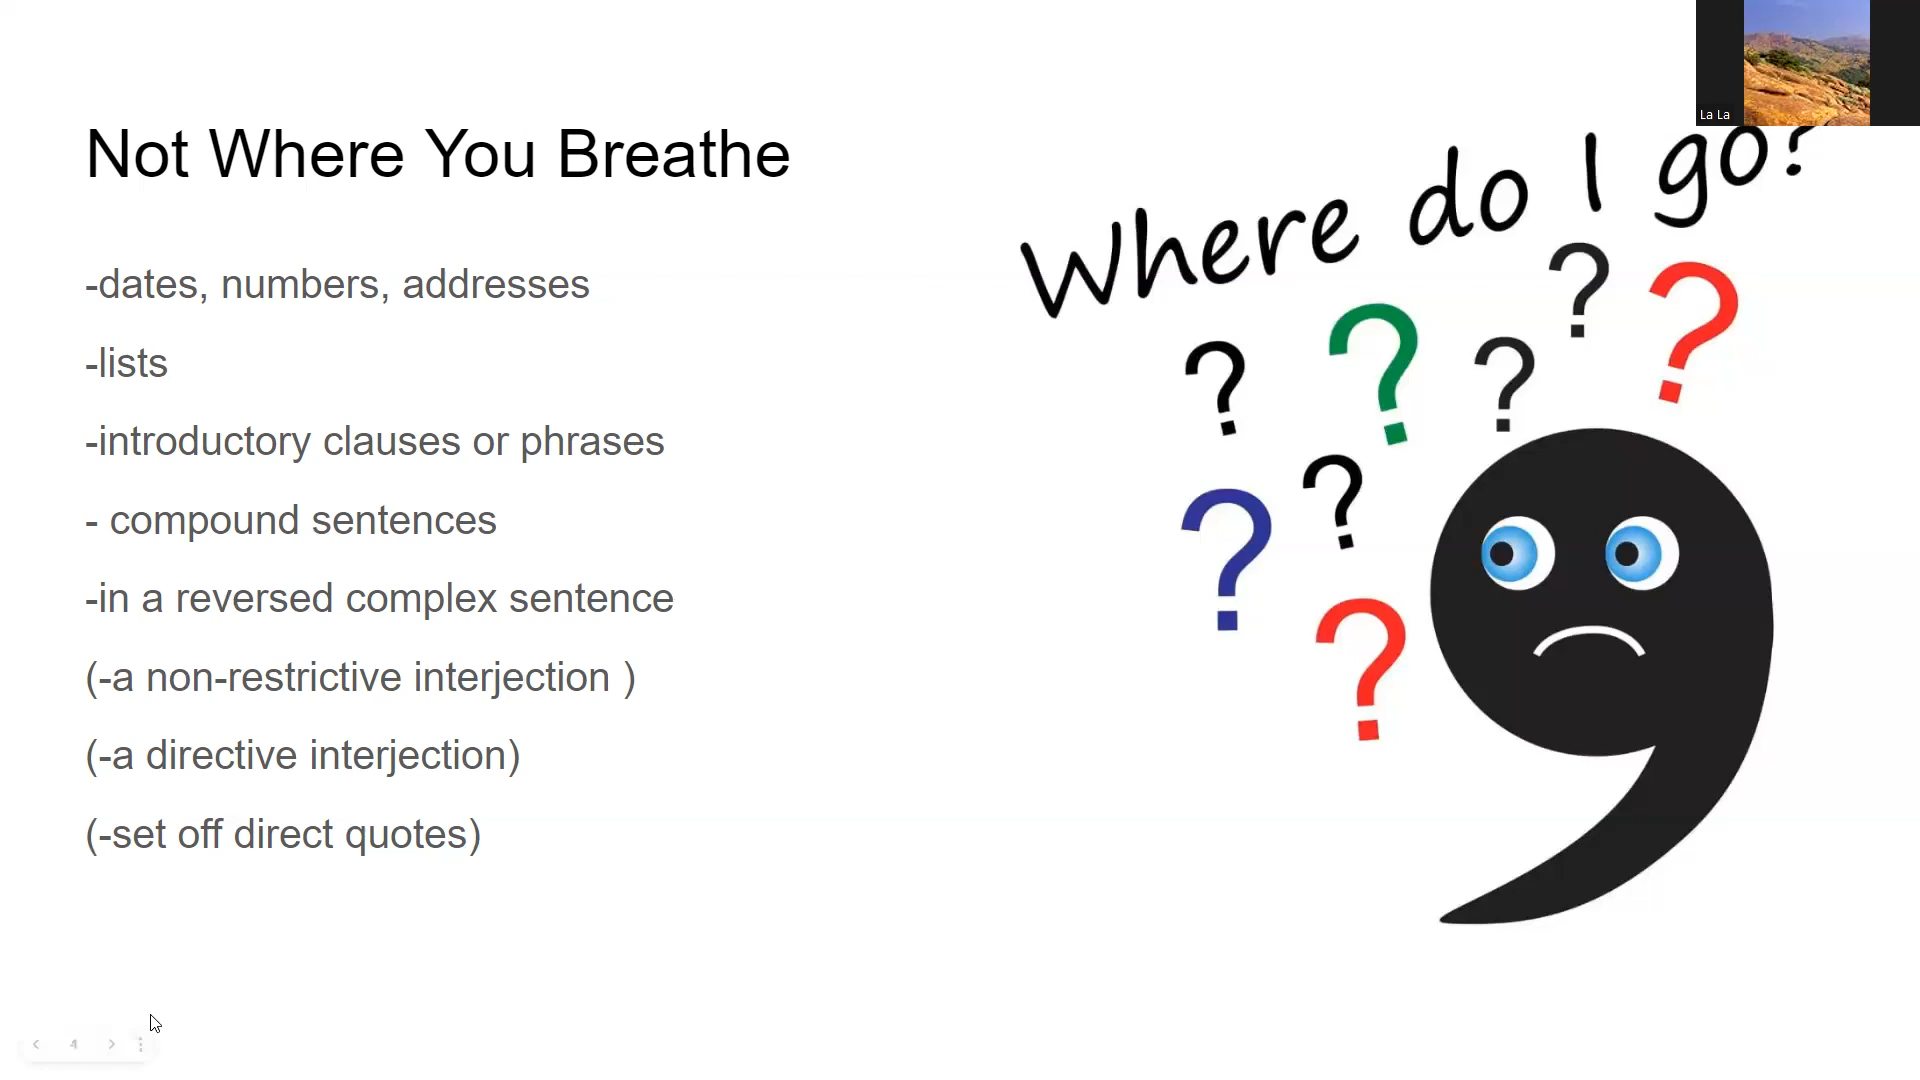 La La
Not Where You Breathe
Where do I go?
-dates, numbers, addresses
-lists
-introductory clauses or phrases
- compound sentences
-in a reversed complex sentence
(-a non-restrictive interjection )
(-a directive interjection)
(-set off direct quotes)
? ? ? ? ?
? ? ?
4